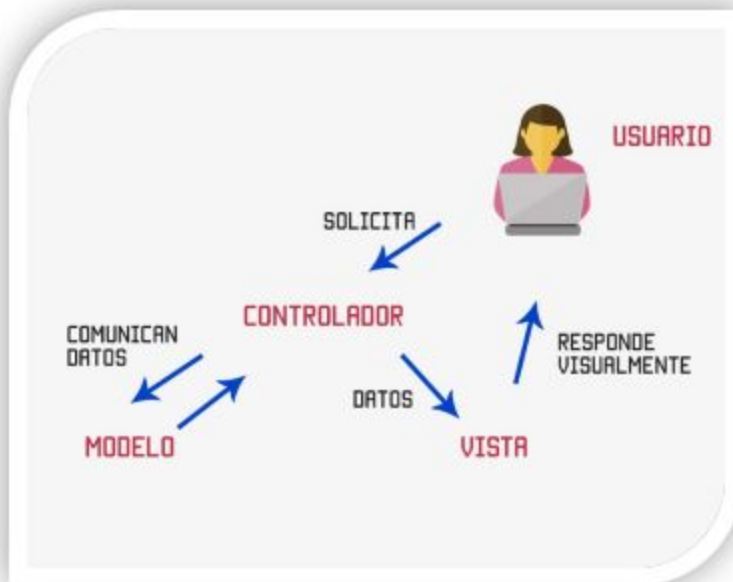 USUARIO
SOLICITA
CONTROLADOR
COMUNICAN
DATOS
RESPONDE
VISUALMENTE
DATOS
MODELO
VISTA